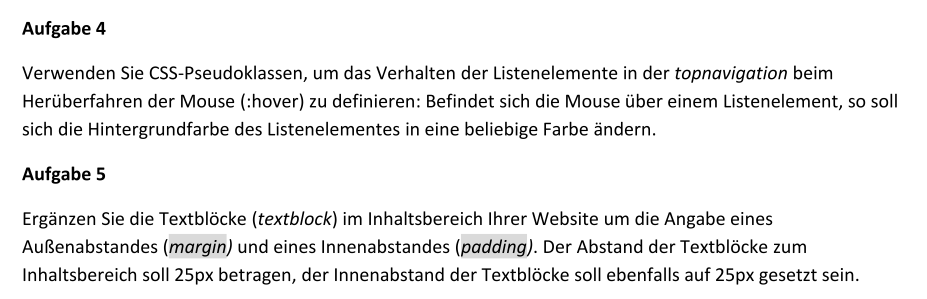 Aufgabe 4
Verwenden Sie CSS-Pseudoklassen, um das Verhalten der Listenelemente in der topnavigation beim
Herüberfahren der Mouse (:hover) zu definieren: Befindet sich die Mouse über einem Listenelement, so soll
sich die Hintergrundfarbe des Listenelementes in eine beliebige Farbe ändern.
Aufgabe 5
Ergänzen Sie die Textblöcke (textblock) im Inhaltsbereich Ihrer Website um die Angabe eines
Außenabstandes (margin) und eines Innenabstandes (padding). Der Abstand der Textblöcke zum
Inhaltsbereich soll 25px betragen, der Innenabstand der Textblöcke soll ebenfalls auf 25px gesetzt sein.